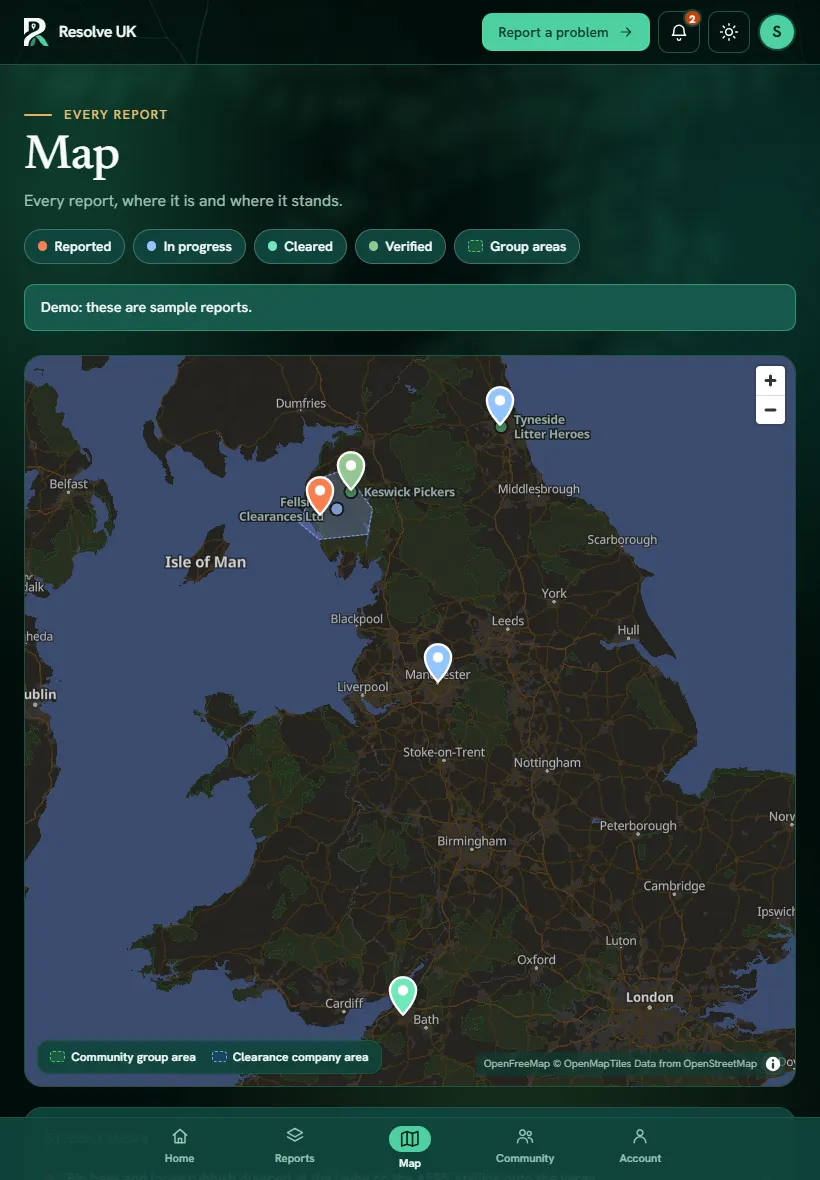 Resolve UK
Report a problem
2
S
EVERY REPORT
Map
Every report, where it is and where it stands.
Reported
In progress
Cleared
Verified
Group areas
Demo: these are sample reports.
+
−
Dumfries
Tyneside
Litter Heroes
Belfast
Keswick Pickers
Middlesbrough
Clearances Ltd
Scarborough
Isle of Man
York
Blackpool
Leeds
Hull
Liverpool
Stoke-on-Trent
Nottingham
Peterborough
Birmingham
Cambridge
Luton
Oxford
London
Cardiff
Bath
Community group area
Clearance company area
OpenFreeMap © OpenMapTiles Data from OpenStreetMap
Home
Reports
Map
Community
Account